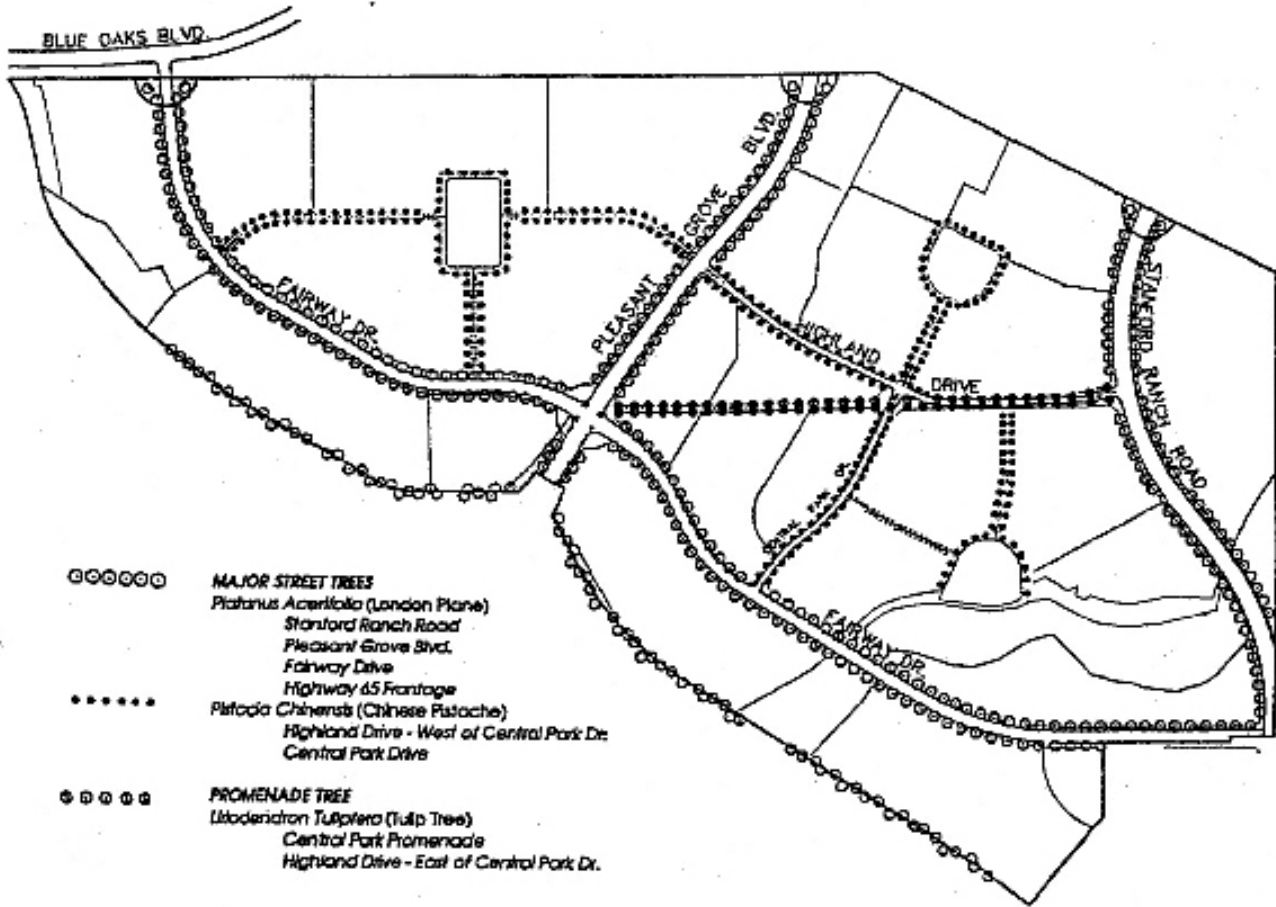 BLUE OAKS BLVD.
PLEASANT GROVE BLVD.
FAIRWAY DR.
HIGHLAND DRIVE
STANFORD RANCH ROAD
PARK
FAIRWAY DR.
MAJOR STREET TREES
Platanus Acerifolia (London Plane)
Stanford Ranch Road
Pleasant Grove Blvd.
Fairway Drive
Highway 65 Frontage
Pistacia Chinensis (Chinese Pistache)
Highland Drive - West of Central Park Dr.
Central Park Drive
PROMENADE TREE
(Tulip Tree)
Central Park Promenade
Highland Drive - East of Central Park Dr.